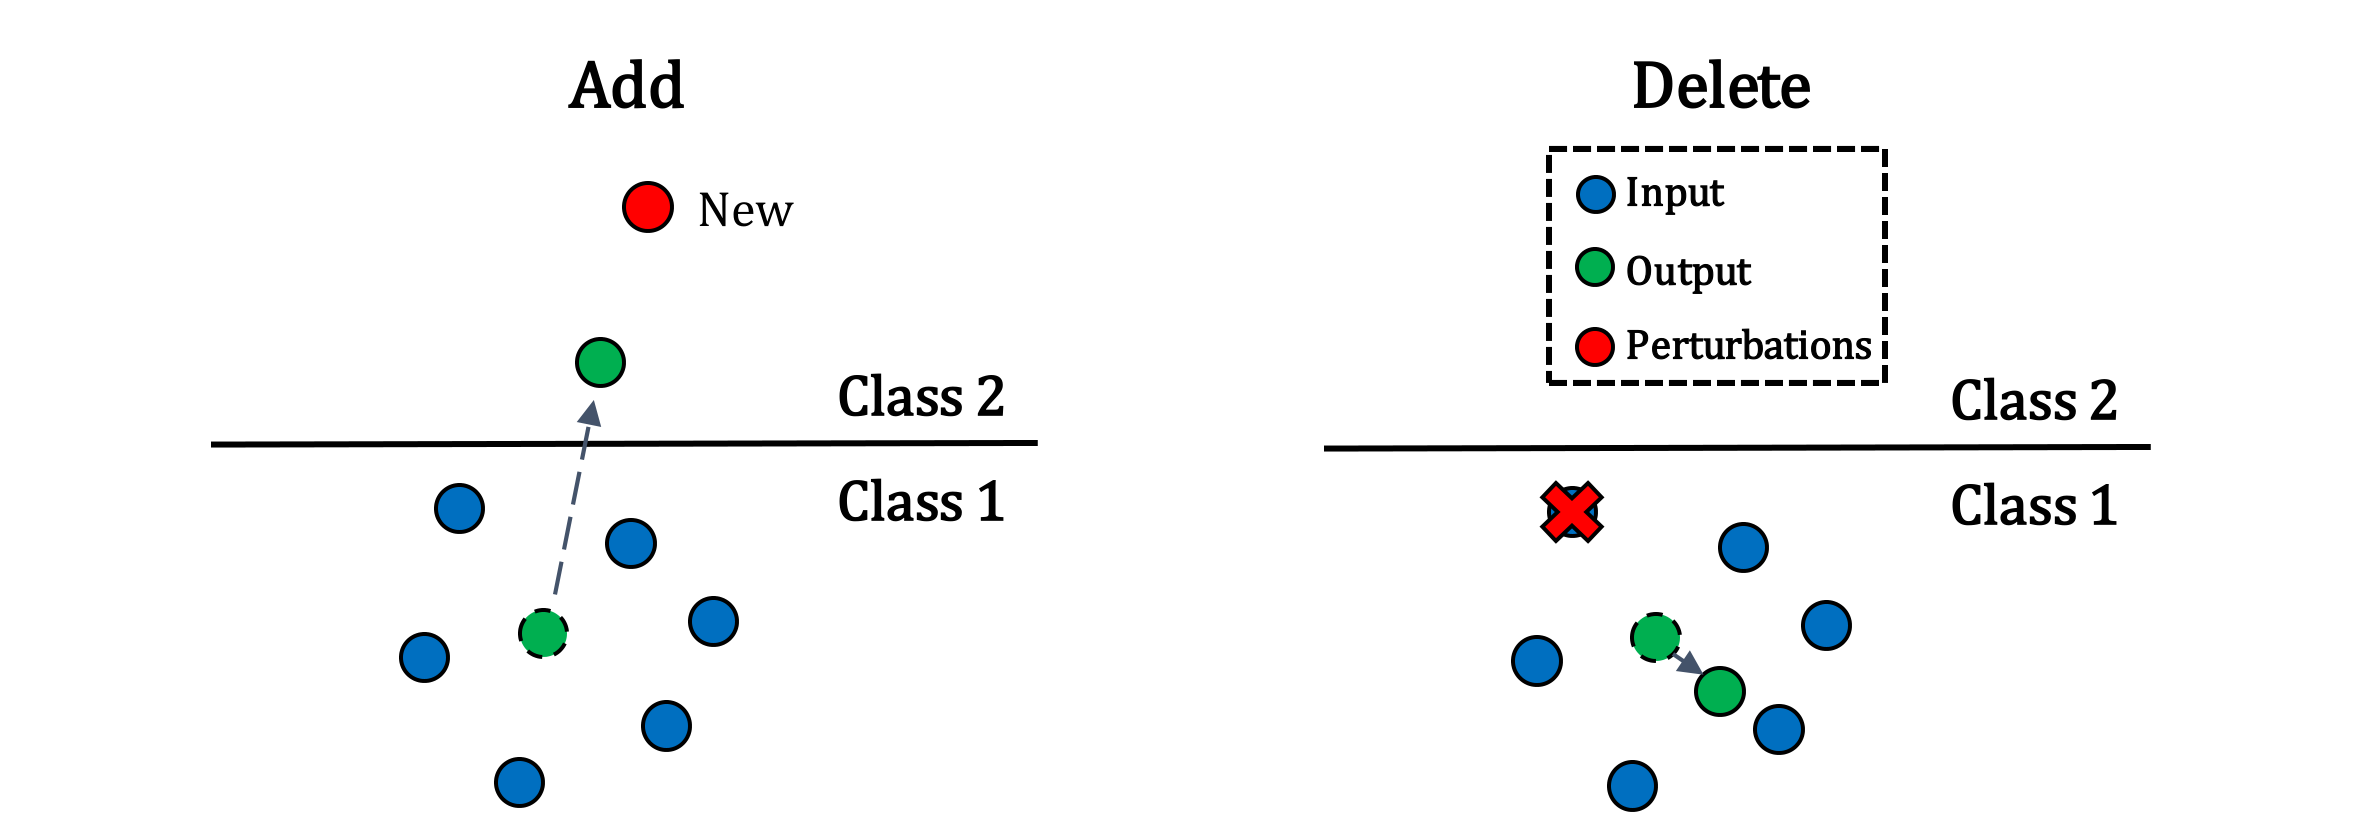 Add
New
Class 2
Class 1
Delete
Input
Output
Perturbations
Class 2
Class 1